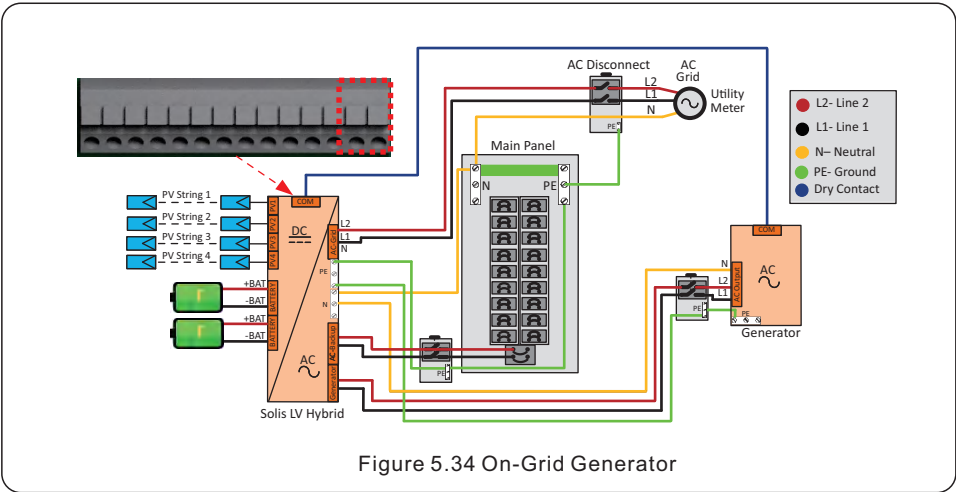 AC Disconnect
AC
Grid
L2
L1
N
PE
Utility
Meter
L2- Line 2
L1- Line 1
N– Neutral
PE- Ground
Dry Contact
Main Panel
N
PE
PV String 1
PV String 2
PV String 3
PV String 4
PV1
PV2
PV3
PV4
COM
DC
L2
L1
N
AC-Grid
PE
N
+BAT
-BAT
BATTERY
+BAT
-BAT
BATTERY
AC
AC-Backup
Generator
PE
Solis LV Hybrid
COM
N
L2
L1
AC Output
AC
PE
PE
Generator
Figure 5.34 On-Grid Generator